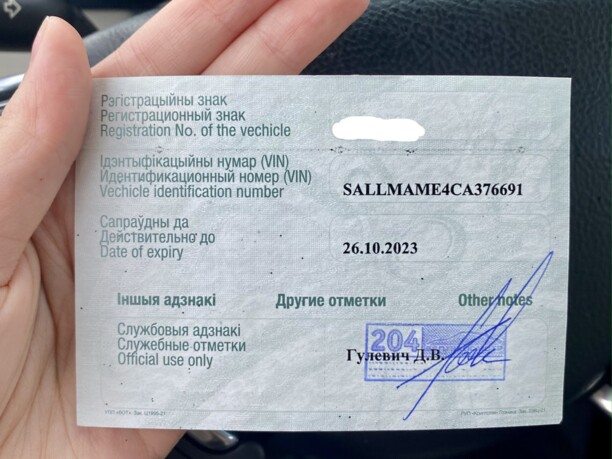 Рэгістрацыйны знак
Регистрационный знак
Registration No. of the vechicle
Ідэнтыфікацыйны нумар (VIN)
Идентификационный номер (VIN)
Vechicle identification number
SALLMAME4CA376691
Сапраўдны да
Действительно до
Date of expiry
26.10.2023
Іншыя адзнакі Другие отметки Other notes
Службовыя адзнакі
Служебные отметки
Official use only
204
Гулевич Д.В.